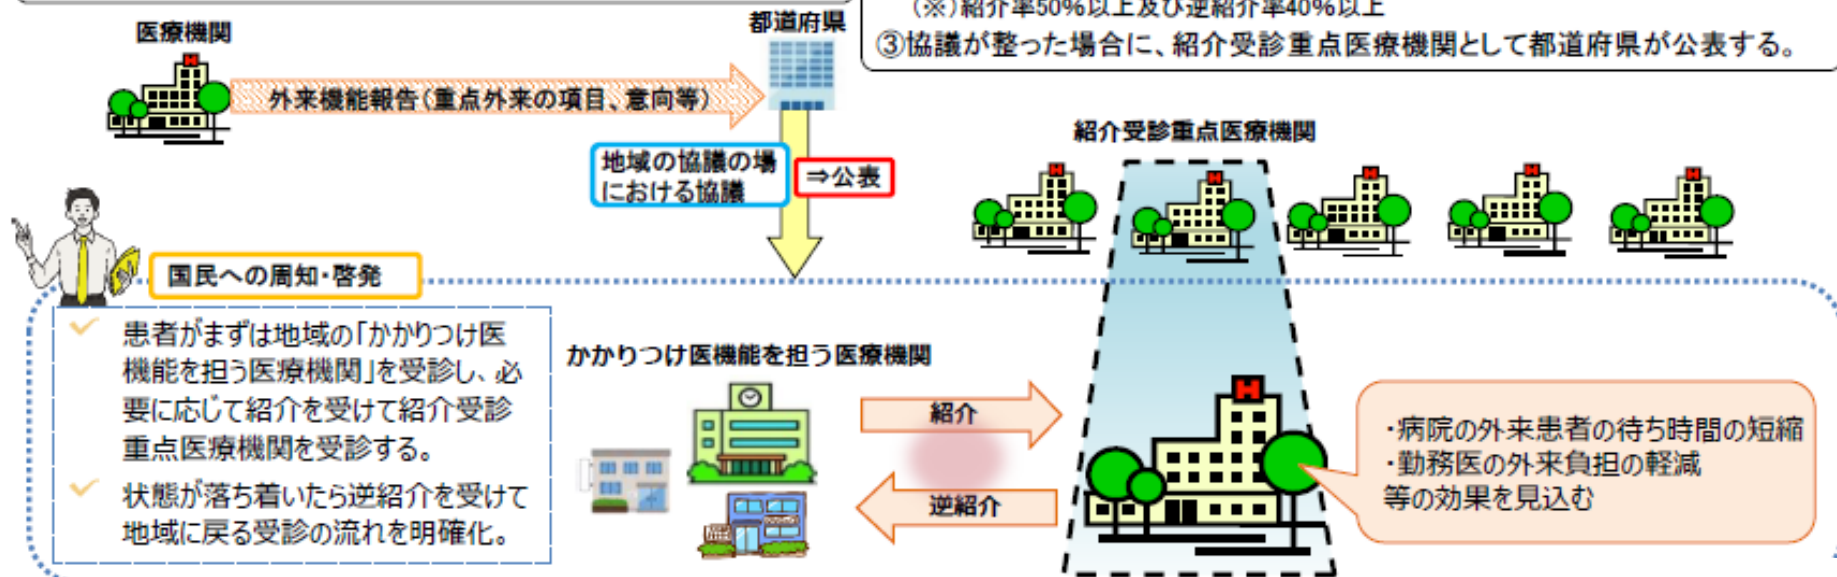 (※)紹介率50%以上及び逆紹介率40%以上
③協議が整った場合に、紹介受診重点医療機関として都道府県が公表する。
医療機関
都道府県
外来機能報告(重点外来の項目、意向等)
地域の協議の場
における協議
⇒公表
紹介受診重点医療機関
H
H
H
H
H
H
国民への周知・啓発
患者がまずは地域の「かかりつけ医
機能を担う医療機関」を受診し、必
要に応じて紹介を受けて紹介受診
重点医療機関を受診する。
状態が落ち着いたら逆紹介を受けて
地域に戻る受診の流れを明確化。
かかりつけ医機能を担う医療機関
紹介
逆紹介
H
・病院の外来患者の待ち時間の短縮
・勤務医の外来負担の軽減
等の効果を見込む